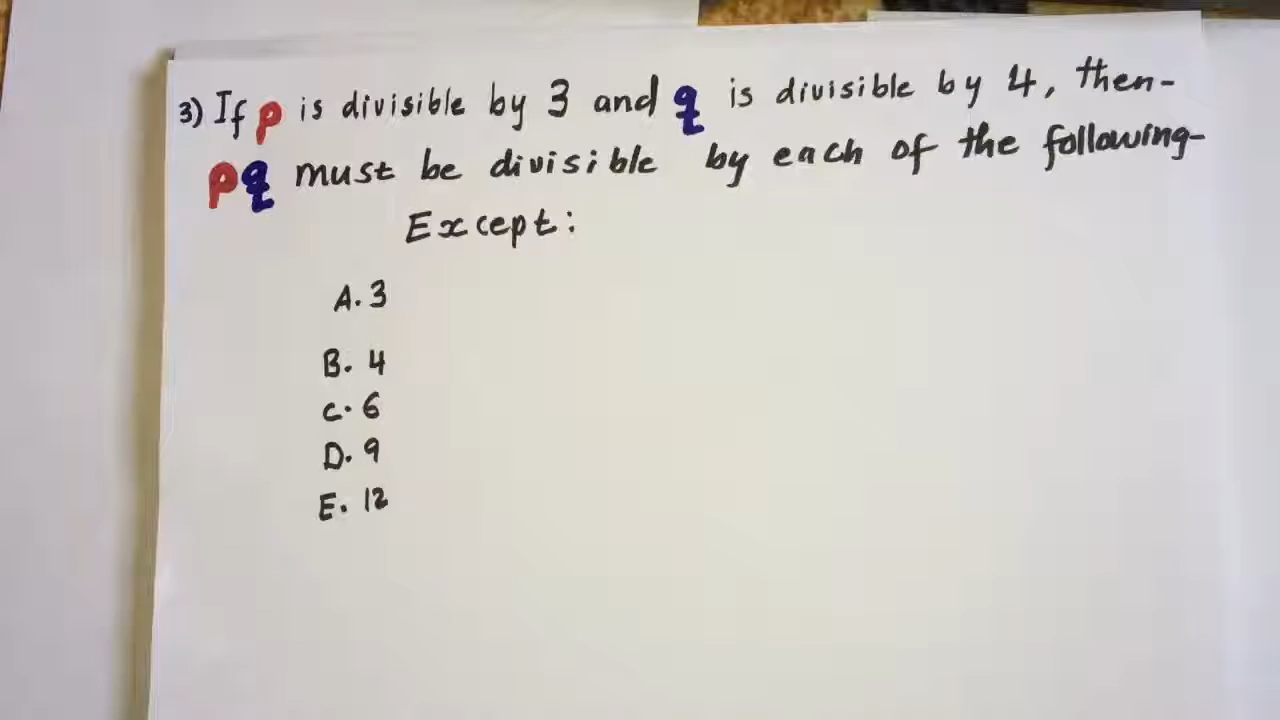 3) If p is divisible by 3 and q is divisible by 4, then-
pq must be divisible by each of the following-
Except:
A. 3
B. 4
C. 6
D. 9
E. 12